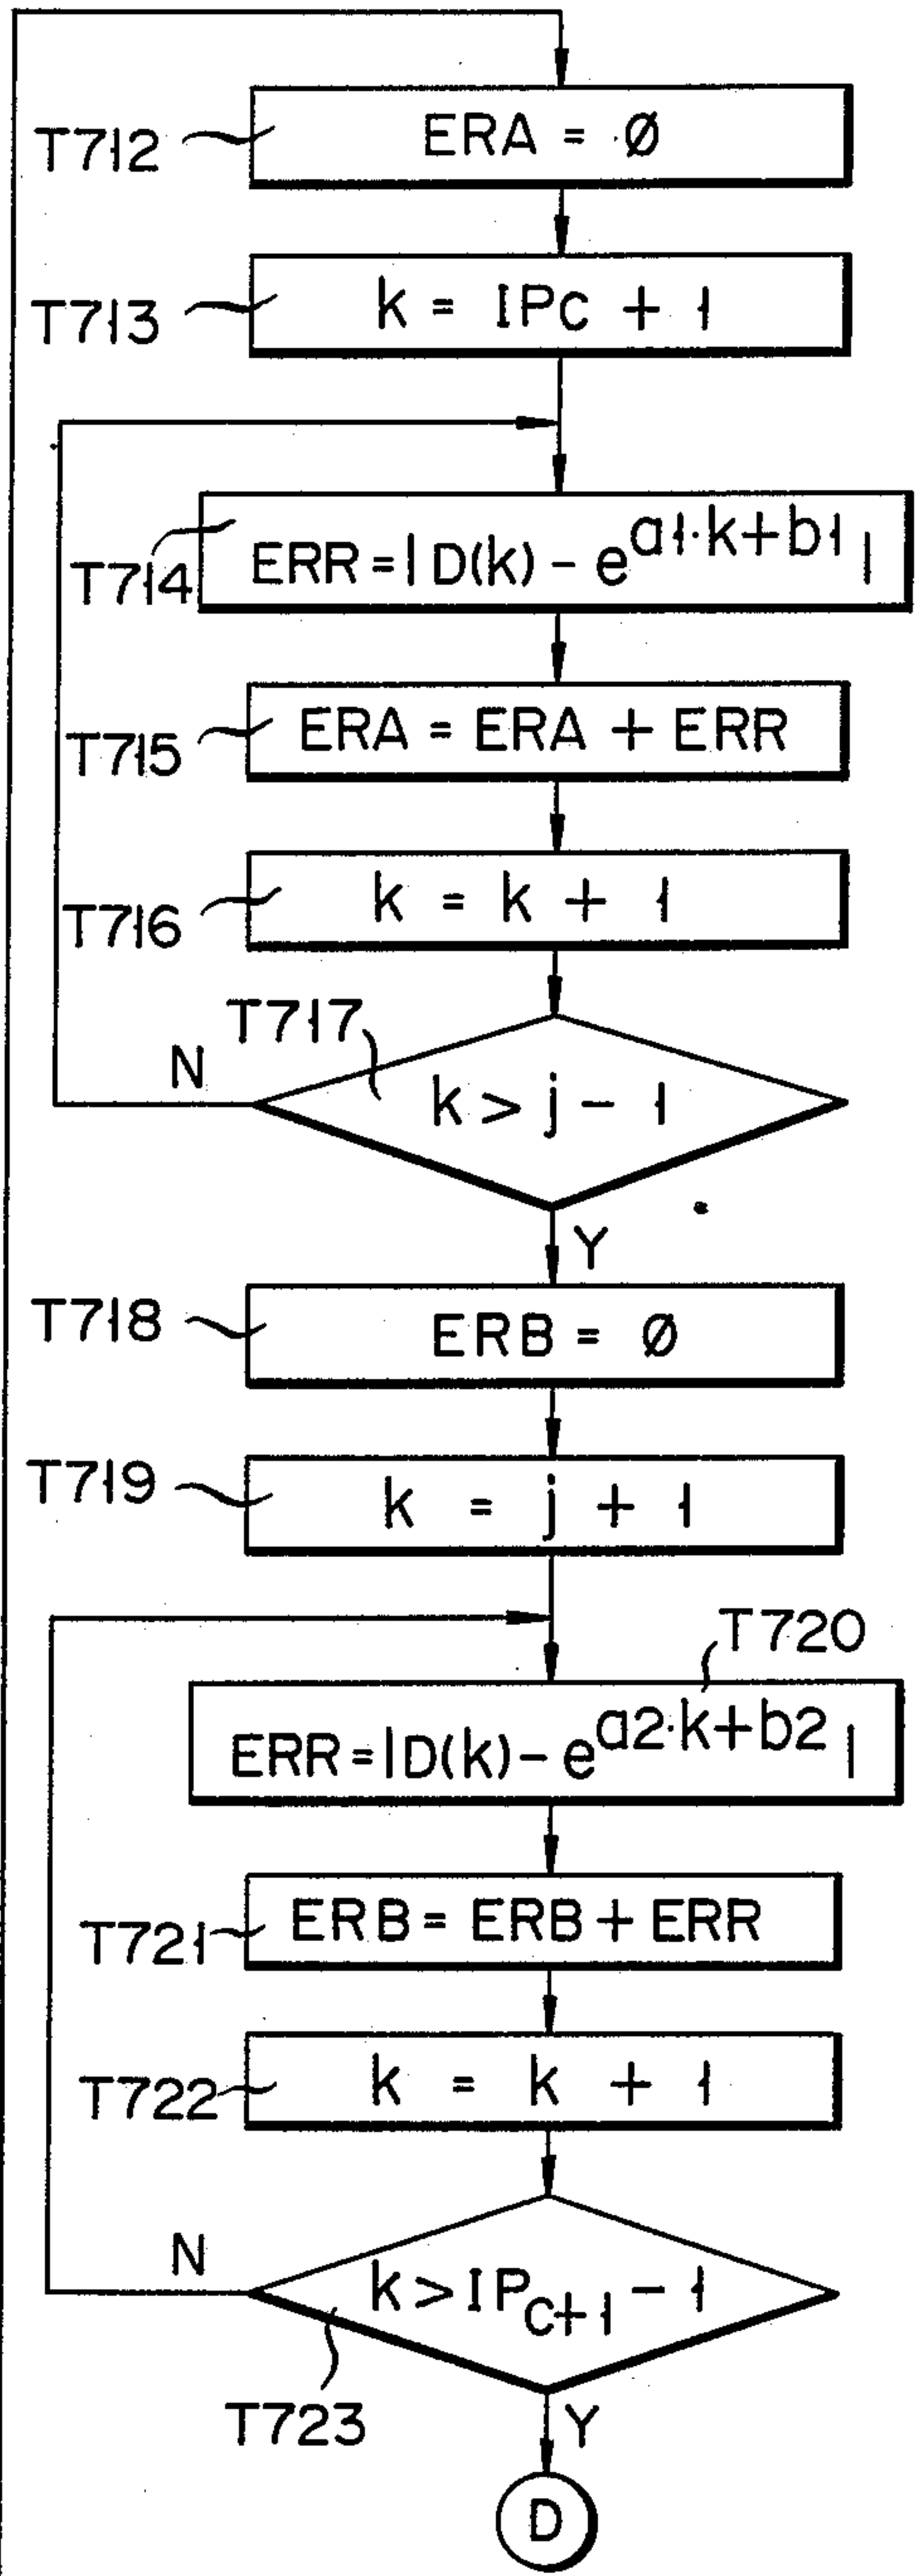 T712
ERA = Ø
T713
k = IPc + 1
T714
ERR = |D(k) - e^{a1·k+b1}|
T715
ERA = ERA + ERR
T716
k = k + 1
T717
k > j - 1
N
Y
T718
ERB = Ø
T719
k = j + 1
T720
ERR = |D(k) - e^{a2·k+b2}|
T721
ERB = ERB + ERR
T722
k = k + 1
N
k > IP_{C+1} - 1
T723
Y
D